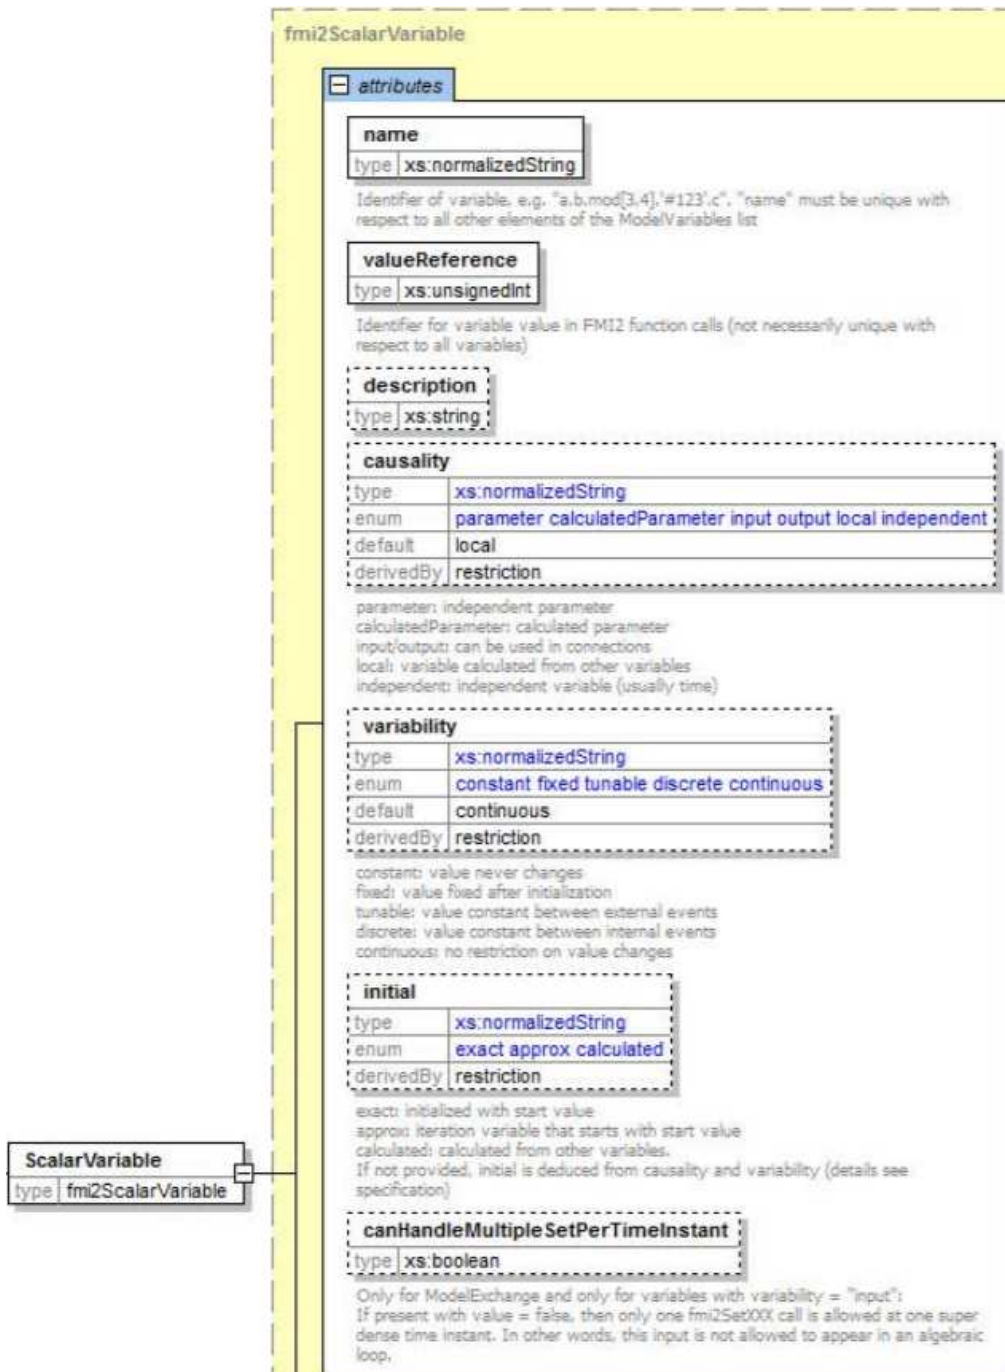 fmi2ScalarVariable
attributes
name
type xs:normalizedString
Identifier of variable, e.g. "a.b.mod[3,4].'#123'.c". "name" must be unique with
respect to all other elements of the ModelVariables list
valueReference
type xs:unsignedInt
Identifier for variable value in FMI2 function calls (not necessarily unique with
respect to all variables)
description
type xs:string
causality
type xs:normalizedString
enum parameter calculatedParameter input output local independent
default local
derivedBy restriction
parameter: independent parameter
calculatedParameter: calculated parameter
input/output: can be used in connections
local: variable calculated from other variables
independent: independent variable (usually time)
variability
type xs:normalizedString
enum constant fixed tunable discrete continuous
default continuous
derivedBy restriction
constant: value never changes
fixed: value fixed after initialization
tunable: value constant between external events
discrete: value constant between internal events
continuous: no restriction on value changes
initial
type xs:normalizedString
enum exact approx calculated
derivedBy restriction
exact: initialized with start value
approx: iteration variable that starts with start value
calculated: calculated from other variables.
If not provided, initial is deduced from causality and variability (details see
specification)
ScalarVariable
type fmi2ScalarVariable
canHandleMultipleSetPerTimeInstant
type xs:boolean
Only for ModelExchange and only for variables with variability = "input":
If present with value = false, then only one fmi2SetXXX call is allowed at one super
dense time instant. In other words, this input is not allowed to appear in an algebraic
loop.